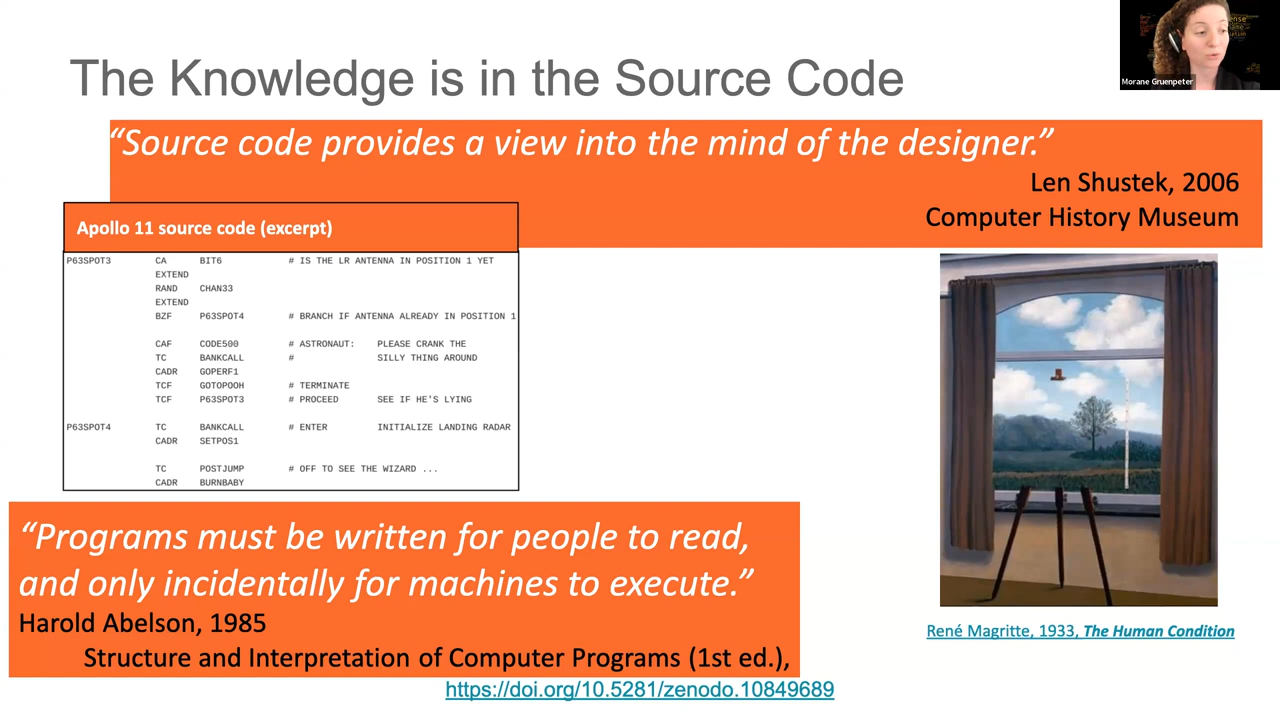 The Knowledge is in the Source Code
Morane Gruenpeter
“Source code provides a view into the mind of the designer.”
Len Shustek, 2006
Computer History Museum
Apollo 11 source code (excerpt)
P63SPOT3 CA BIT6 # IS THE LR ANTENNA IN POSITION 1 YET
EXTEND
RAND CHAN33
EXTEND
BZF P63SPOT4 # BRANCH IF ANTENNA ALREADY IN POSITION 1
CAF CODE500 # ASTRONAUT: PLEASE CRANK THE
TC BANKCALL # SILLY THING AROUND
CADR GOPERF1
TCF GOTOPOOH # TERMINATE
TCF P63SPOT3 # PROCEED SEE IF HE'S LYING
P63SPOT4 TC BANKCALL # ENTER INITIALIZE LANDING RADAR
CADR SETPOS1
TC POSTJUMP # OFF TO SEE THE WIZARD ...
CADR BURNBABY
“Programs must be written for people to read,
and only incidentally for machines to execute.”
Harold Abelson, 1985
Structure and Interpretation of Computer Programs (1st ed.),
René Magritte, 1933, The Human Condition
https://doi.org/10.5281/zenodo.10849689